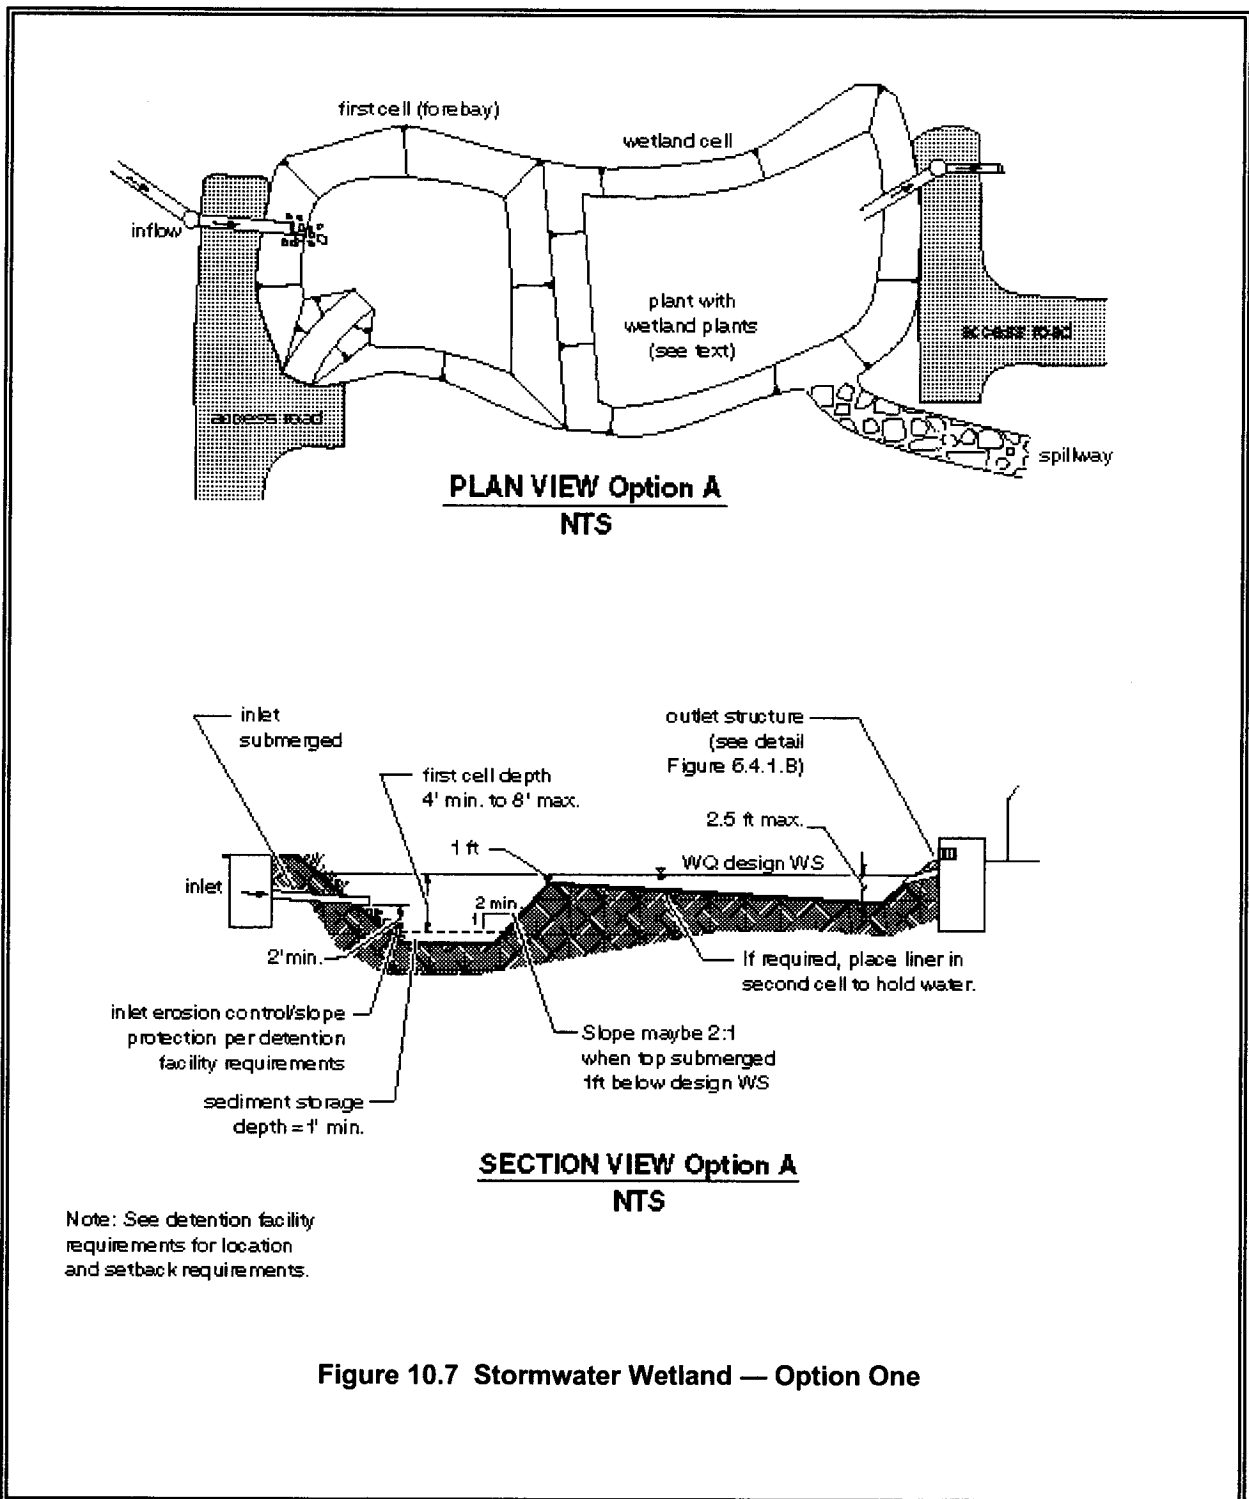 first cell (forebay)
wetland cell
inflow
plant with
wetland plants
(see text)
access road
access road
spillway
PLAN VIEW Option A
NTS
inlet
submerged
outlet structure
(see detail
Figure 6.4.1.B)
first cell depth
4' min. to 8' max.
2.5 ft max.
1 ft
WQ design WS
inlet
2 min.
1
2' min.
If required, place liner in
second cell to hold water.
inlet erosion control/slope
protection per detention
facility requirements
Slope maybe 2:1
when top submerged
1ft below design WS
sediment storage
depth = 1' min.
SECTION VIEW Option A
NTS
Note: See detention facility
requirements for location
and setback requirements.
Figure 10.7 Stormwater Wetland — Option One